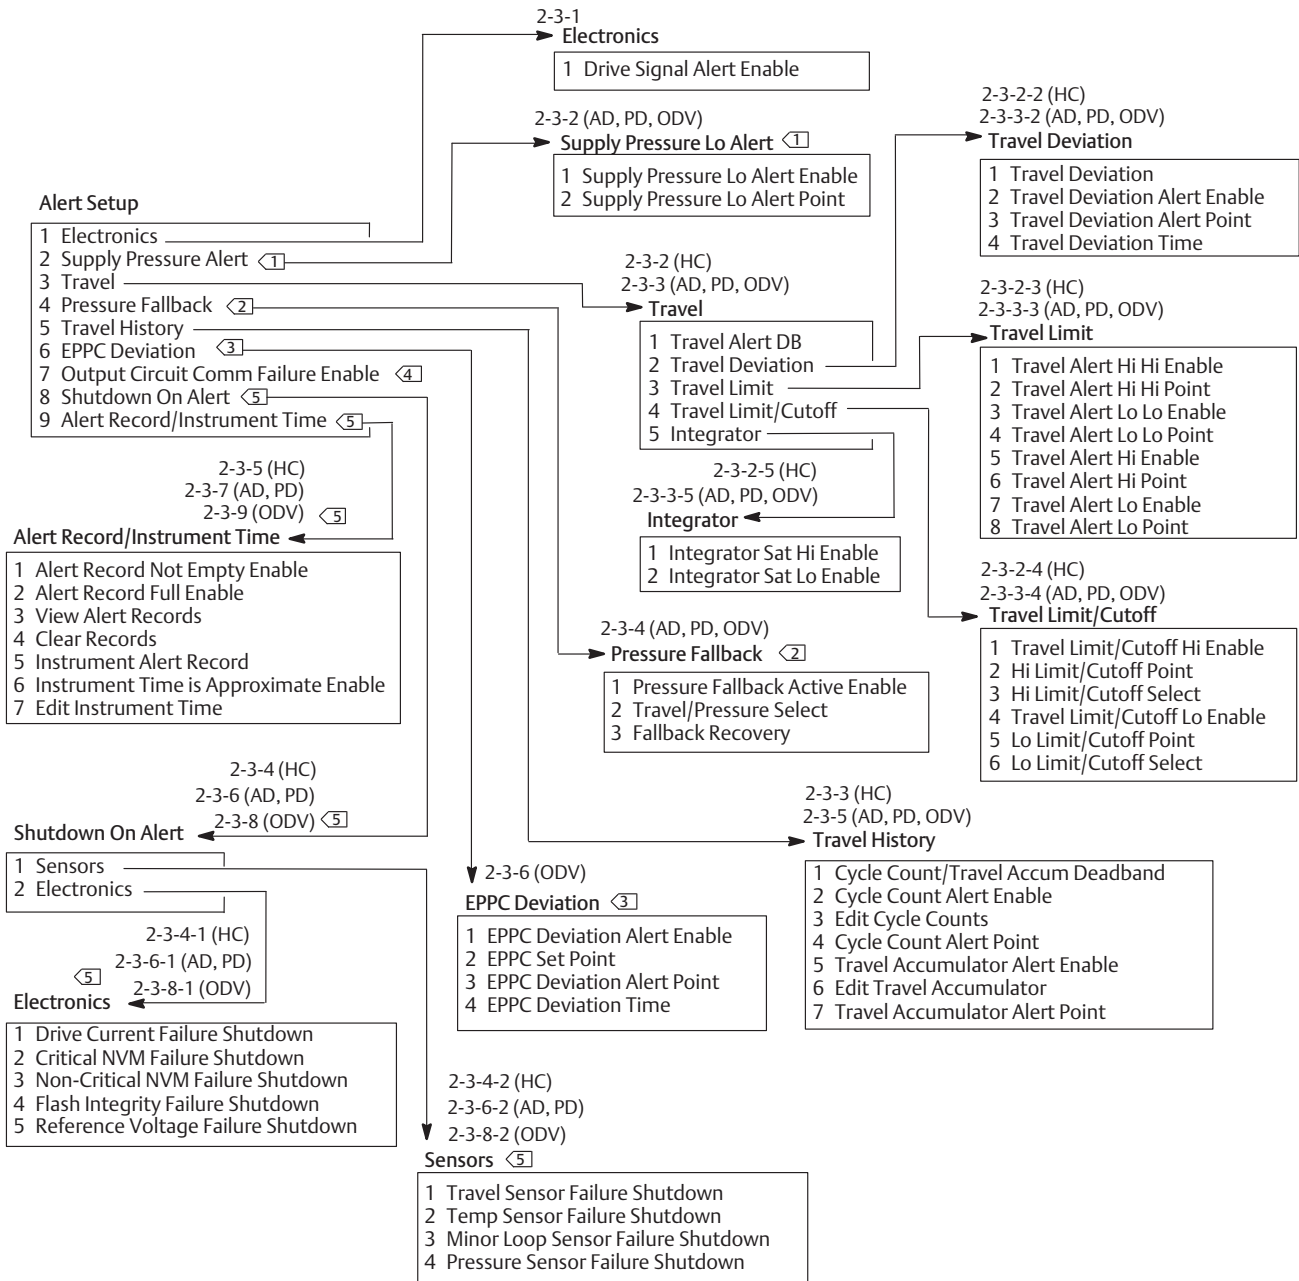 2-3-1
Electronics
1 Drive Signal Alert Enable
2-3-2 (AD, PD, ODV)
Supply Pressure Lo Alert 1
1 Supply Pressure Lo Alert Enable
2 Supply Pressure Lo Alert Point
2-3-2-2 (HC)
2-3-3-2 (AD, PD, ODV)
Travel Deviation
1 Travel Deviation
2 Travel Deviation Alert Enable
3 Travel Deviation Alert Point
4 Travel Deviation Time
Alert Setup
1 Electronics
2 Supply Pressure Alert 1
3 Travel
4 Pressure Fallback 2
5 Travel History
6 EPPC Deviation 3
7 Output Circuit Comm Failure Enable 4
8 Shutdown On Alert 5
9 Alert Record/Instrument Time 5
2-3-2 (HC)
2-3-3 (AD, PD, ODV)
Travel
1 Travel Alert DB
2 Travel Deviation
3 Travel Limit
4 Travel Limit/Cutoff
5 Integrator
2-3-2-3 (HC)
2-3-3-3 (AD, PD, ODV)
Travel Limit
1 Travel Alert Hi Hi Enable
2 Travel Alert Hi Hi Point
3 Travel Alert Lo Lo Enable
4 Travel Alert Lo Lo Point
5 Travel Alert Hi Enable
6 Travel Alert Hi Point
7 Travel Alert Lo Enable
8 Travel Alert Lo Point
2-3-5 (HC)
2-3-7 (AD, PD)
2-3-9 (ODV) 5
Alert Record/Instrument Time
1 Alert Record Not Empty Enable
2 Alert Record Full Enable
3 View Alert Records
4 Clear Records
5 Instrument Alert Record
6 Instrument Time is Approximate Enable
7 Edit Instrument Time
2-3-2-5 (HC)
2-3-3-5 (AD, PD, ODV)
Integrator
1 Integrator Sat Hi Enable
2 Integrator Sat Lo Enable
2-3-2-4 (HC)
2-3-3-4 (AD, PD, ODV)
Travel Limit/Cutoff
1 Travel Limit/Cutoff Hi Enable
2 Hi Limit/Cutoff Point
3 Hi Limit/Cutoff Select
4 Travel Limit/Cutoff Lo Enable
5 Lo Limit/Cutoff Point
6 Lo Limit/Cutoff Select
2-3-4 (AD, PD, ODV)
Pressure Fallback 2
1 Pressure Fallback Active Enable
2 Travel/Pressure Select
3 Fallback Recovery
2-3-4 (HC)
2-3-6 (AD, PD)
2-3-8 (ODV) 5
Shutdown On Alert
1 Sensors
2 Electronics
2-3-3 (HC)
2-3-5 (AD, PD, ODV)
Travel History
1 Cycle Count/Travel Accum Deadband
2 Cycle Count Alert Enable
3 Edit Cycle Counts
4 Cycle Count Alert Point
5 Travel Accumulator Alert Enable
6 Edit Travel Accumulator
7 Travel Accumulator Alert Point
2-3-6 (ODV)
EPPC Deviation 3
1 EPPC Deviation Alert Enable
2 EPPC Set Point
3 EPPC Deviation Alert Point
4 EPPC Deviation Time
2-3-4-1 (HC)
2-3-6-1 (AD, PD)
5
2-3-8-1 (ODV)
Electronics
1 Drive Current Failure Shutdown
2 Critical NVM Failure Shutdown
3 Non-Critical NVM Failure Shutdown
4 Flash Integrity Failure Shutdown
5 Reference Voltage Failure Shutdown
2-3-4-2 (HC)
2-3-6-2 (AD, PD)
2-3-8-2 (ODV)
Sensors 5
1 Travel Sensor Failure Shutdown
2 Temp Sensor Failure Shutdown
3 Minor Loop Sensor Failure Shutdown
4 Pressure Sensor Failure Shutdown